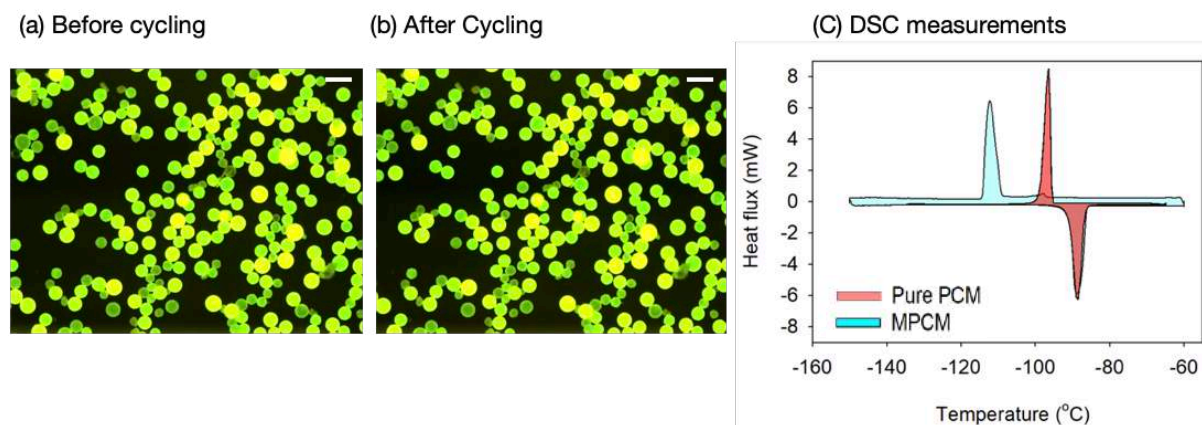 (a) Before cycling
(b) After Cycling
(C) DSC measurements
8
6
4
2
0
-2
-4
-6
-8
Heat flux (mW)
Pure PCM
MPCM
-160 -140 -120 -100 -80 -60
Temperature (°C)